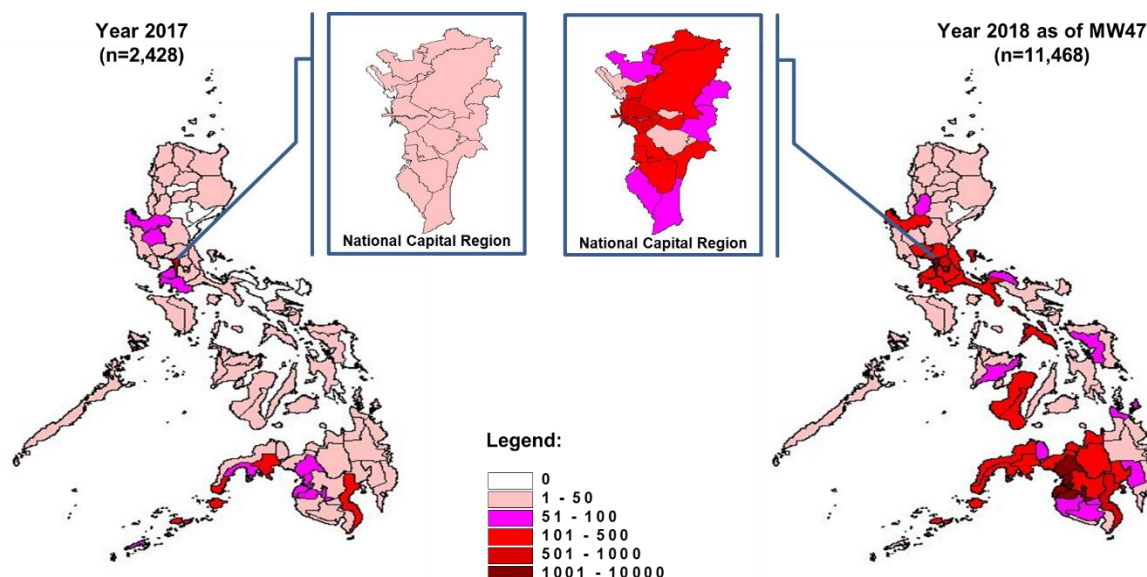 Year 2017
(n=2,428)
National Capital Region
National Capital Region
Year 2018 as of MW47
(n=11,468)
Legend:
0
1 - 50
51 - 100
101 - 500
501 - 1000
1001 - 10000